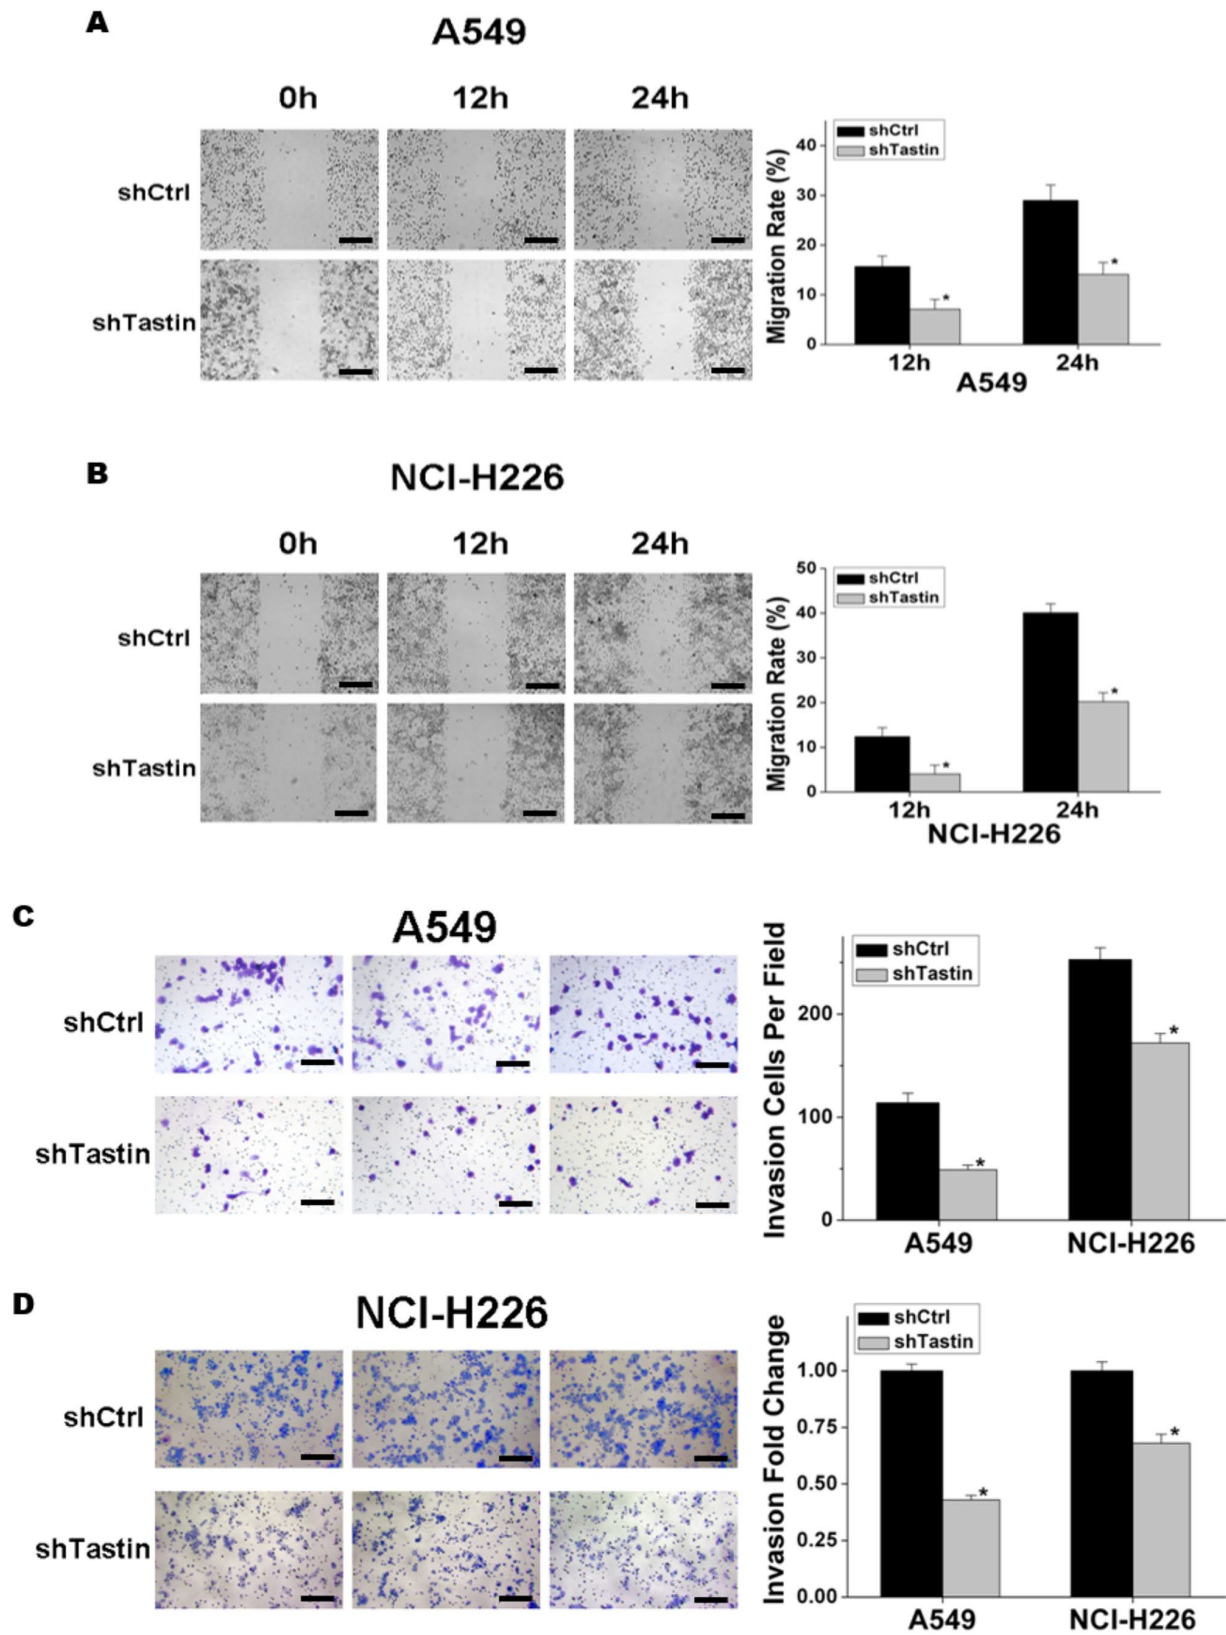 A
A549
0h 12h 24h
shCtrl
shTastin
shCtrl
shTastin
Migration Rate (%)
40
30
20
10
0
*
*
12h 24h
A549
B
NCI-H226
0h 12h 24h
shCtrl
shTastin
shCtrl
shTastin
Migration Rate (%)
50
40
30
20
10
0
*
*
12h 24h
NCI-H226
C
A549
shCtrl
shTastin
shCtrl
shTastin
Invasion Cells Per Field
200
100
0
*
*
A549 NCI-H226
D
NCI-H226
shCtrl
shTastin
shCtrl
shTastin
Invasion Fold Change
1.00
0.75
0.50
0.25
0.00
*
*
A549 NCI-H226